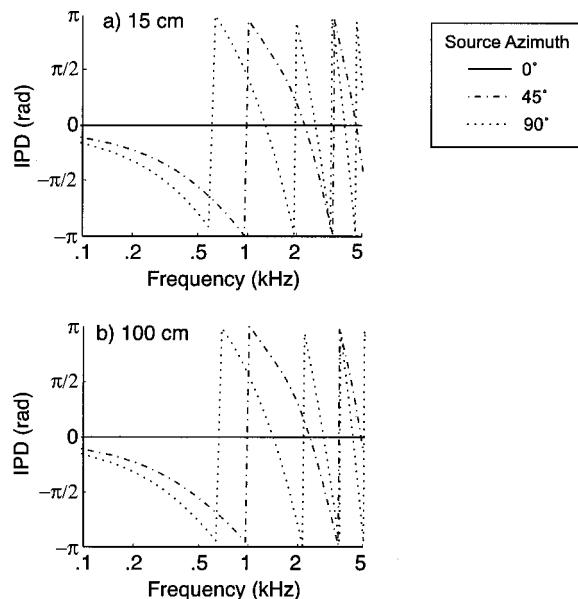 a) 15 cm
π
π/2
0
−π/2
−π
IPD (rad)
.1 .2 .5 1 2 5
Frequency (kHz)
Source Azimuth
0°
45°
90°
b) 100 cm
π
π/2
0
−π/2
−π
IPD (rad)
.1 .2 .5 1 2 5
Frequency (kHz)